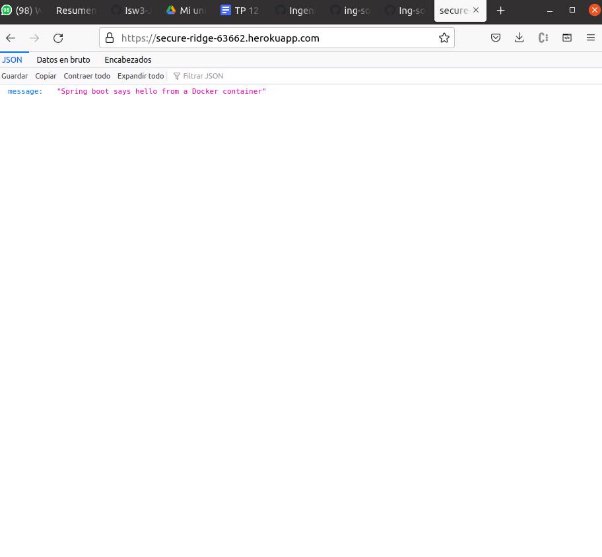 (98) Resumen Isw3- Mi un TP 12 Ingen ing-so Ing-so secure-
https://secure-ridge-63662.herokuapp.com
JSON Datos en bruto Encabezados
Guardar Copiar Contraer todo Expandir todo Filtrar JSON
message: "Spring boot says hello from a Docker container"